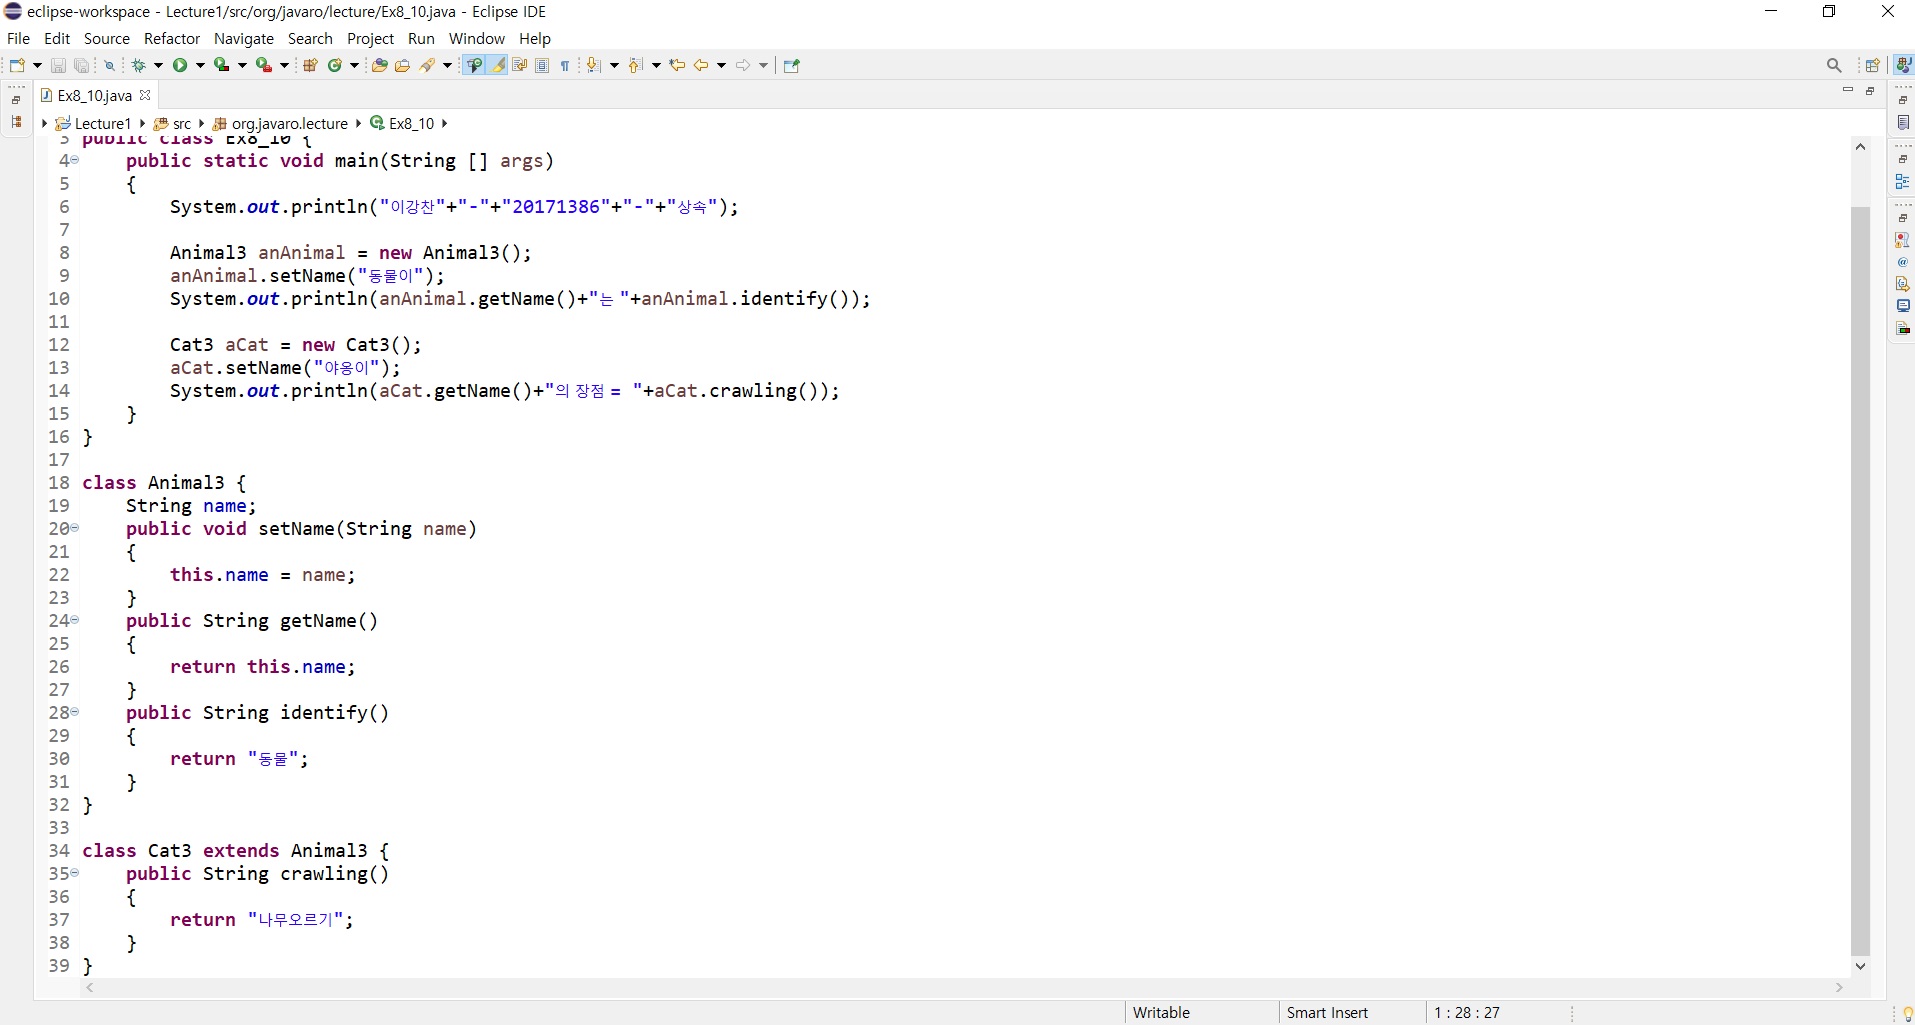 eclipse-workspace - Lecture1/src/org/javaro/lecture/Ex8_10.java - Eclipse IDE
File Edit Source Refactor Navigate Search Project Run Window Help
Ex8_10.java
Lecture1 src org.javaro.lecture Ex8_10
3 public class Ex8_10 {
4 public static void main(String [] args)
5 {
6 System.out.println("이강찬"+"-"+"20171386"+"-"+"상속");
7
8 Animal3 anAnimal = new Animal3();
9 anAnimal.setName("동물이");
10 System.out.println(anAnimal.getName()+"는 "+anAnimal.identify());
11
12 Cat3 aCat = new Cat3();
13 aCat.setName("야옹이");
14 System.out.println(aCat.getName()+"의 장점 = "+aCat.crawling());
15 }
16 }
17
18 class Animal3 {
19 String name;
20 public void setName(String name)
21 {
22 this.name = name;
23 }
24 public String getName()
25 {
26 return this.name;
27 }
28 public String identify()
29 {
30 return "동물";
31 }
32 }
33
34 class Cat3 extends Animal3 {
35 public String crawling()
36 {
37 return "나무오르기";
38 }
39 }
Writable Smart Insert 1 : 28 : 27